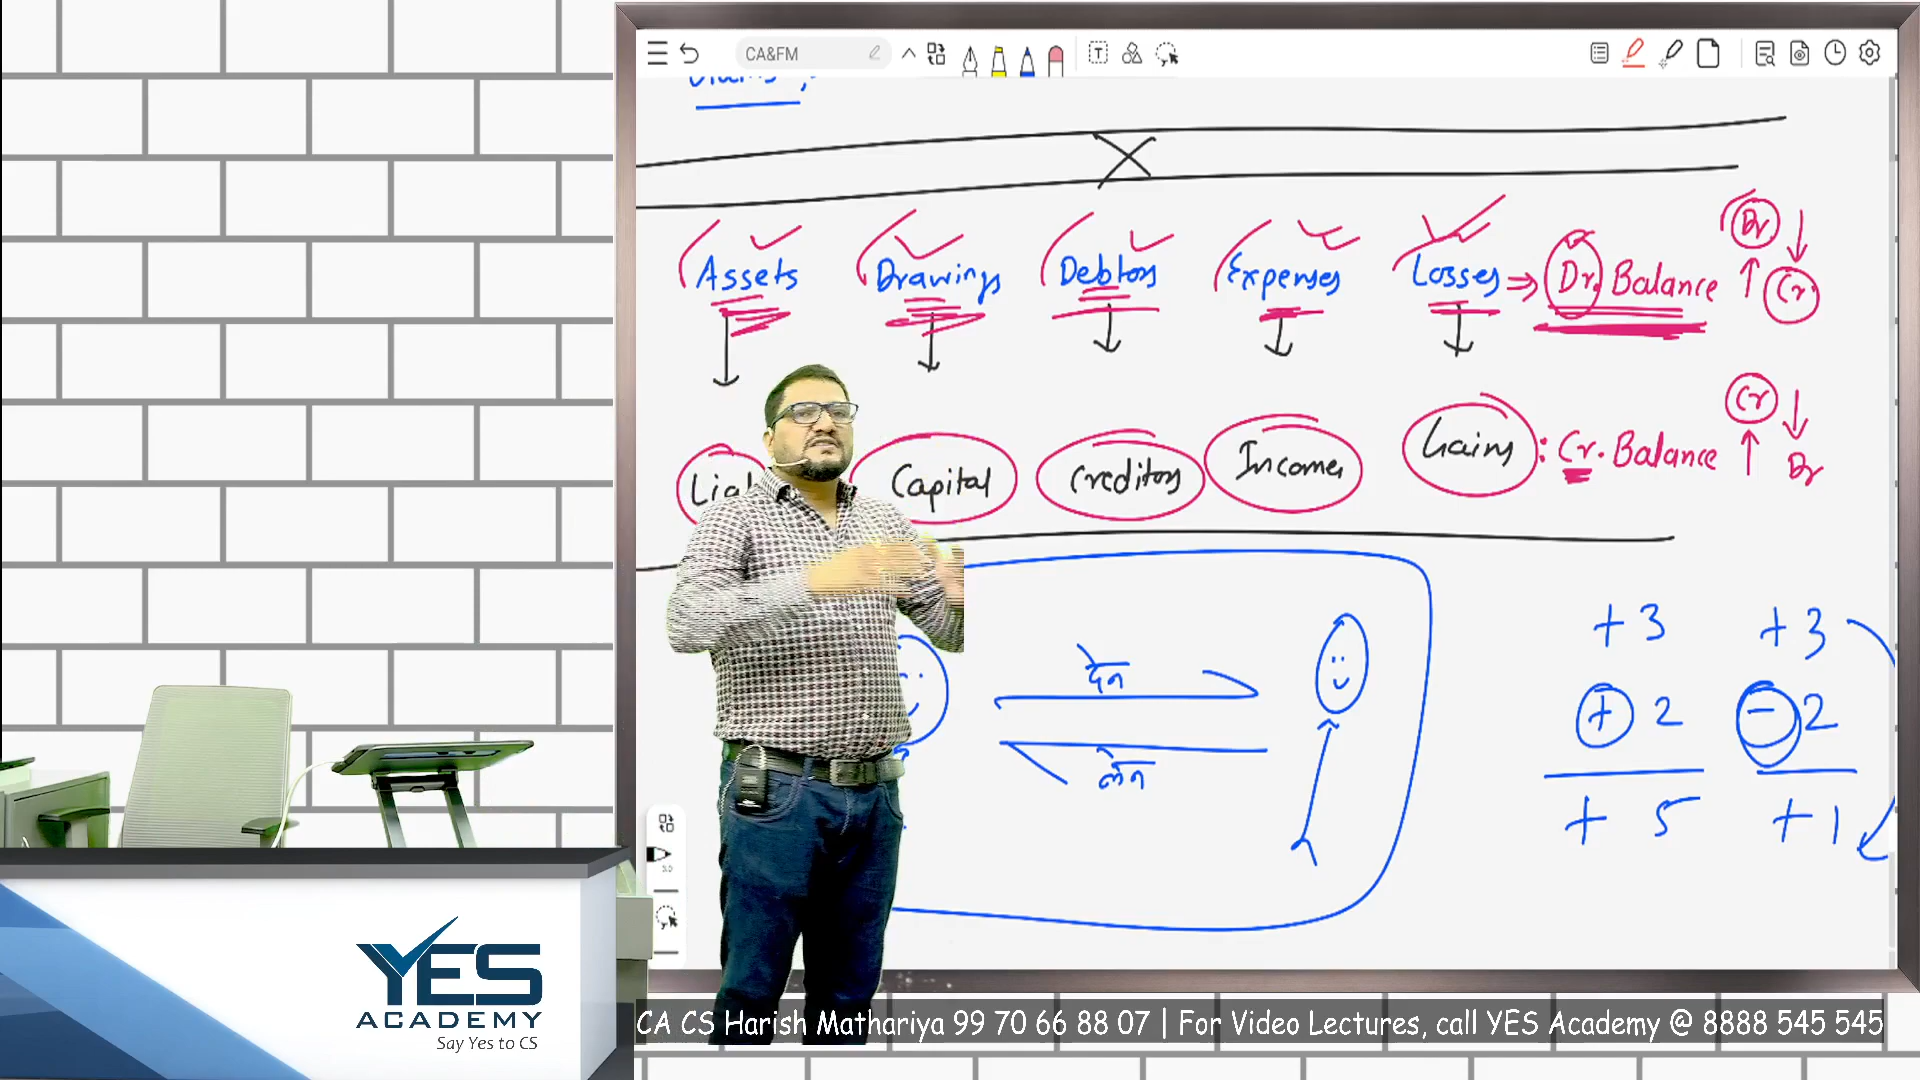 CA&FM
T
Assets Drawings Debtors Expenses Losses ⇒ Dr. Balance ↑ Dr ↓ Cr
Capital Creditors Incomes Gains : Cr. Balance ↑ Cr ↓ Dr
देन
लेन
+3 +3
+ 2 - 2
+ 5 +1
YES
ACADEMY
Say Yes to CS
CA CS Harish Mathariya 99 70 66 88 07 | For Video Lectures, call YES Academy @ 8888 545 545